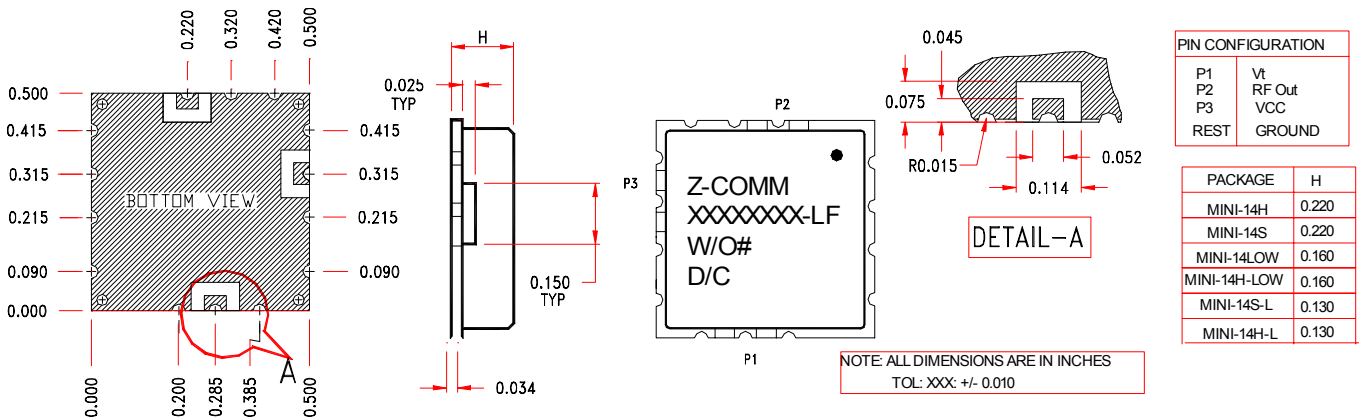 0.220
0.320
0.420
0.500
0.500
0.415
0.315
0.215
0.090
0.000
BOTTOM VIEW
0.415
0.315
0.215
0.090
0.000
0.200
0.285
0.385
0.500
A
H
0.025
TYP
0.150
TYP
0.034
P2
P3
Z-COMM
XXXXXXXX-LF
W/O#
D/C
P1
0.045
0.075
R0.015
0.052
0.114
DETAIL-A
NOTE: ALL DIMENSIONS ARE IN INCHES
TOL: XXX: +/- 0.010
PIN CONFIGURATION
P1 Vt
P2 RF Out
P3 VCC
REST GROUND
PACKAGE H
MINI-14H 0.220
MINI-14S 0.220
MINI-14LOW 0.160
MINI-14H-LOW 0.160
MINI-14S-L 0.130
MINI-14H-L 0.130